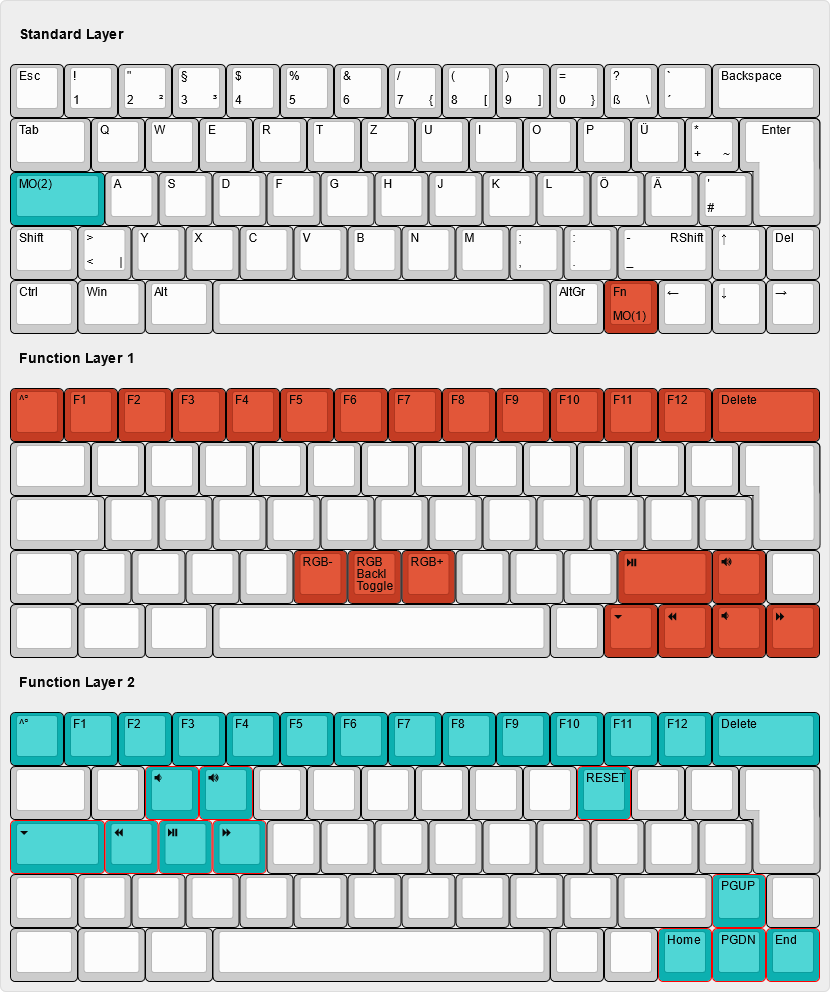 Standard Layer
Esc ! " § $ % & / ( ) = ? ` Backspace
1 2 ² 3 ³ 4 5 6 7 { 8 [ 9 ] 0 } ß \ ´
Tab Q W E R T Z U I O P Ü * Enter
+ ~
MO(2) A S D F G H J K L Ö Ä '
#
Shift > Y X C V B N M ; : - RShift ↑ Del
< | , . _
Ctrl Win Alt AltGr Fn ← ↓ →
MO(1)
Function Layer 1
^° F1 F2 F3 F4 F5 F6 F7 F8 F9 F10 F11 F12 Delete
RGB- RGB RGB+
Backl
Toggle
Function Layer 2
^° F1 F2 F3 F4 F5 F6 F7 F8 F9 F10 F11 F12 Delete
RESET
PGUP
Home PGDN End